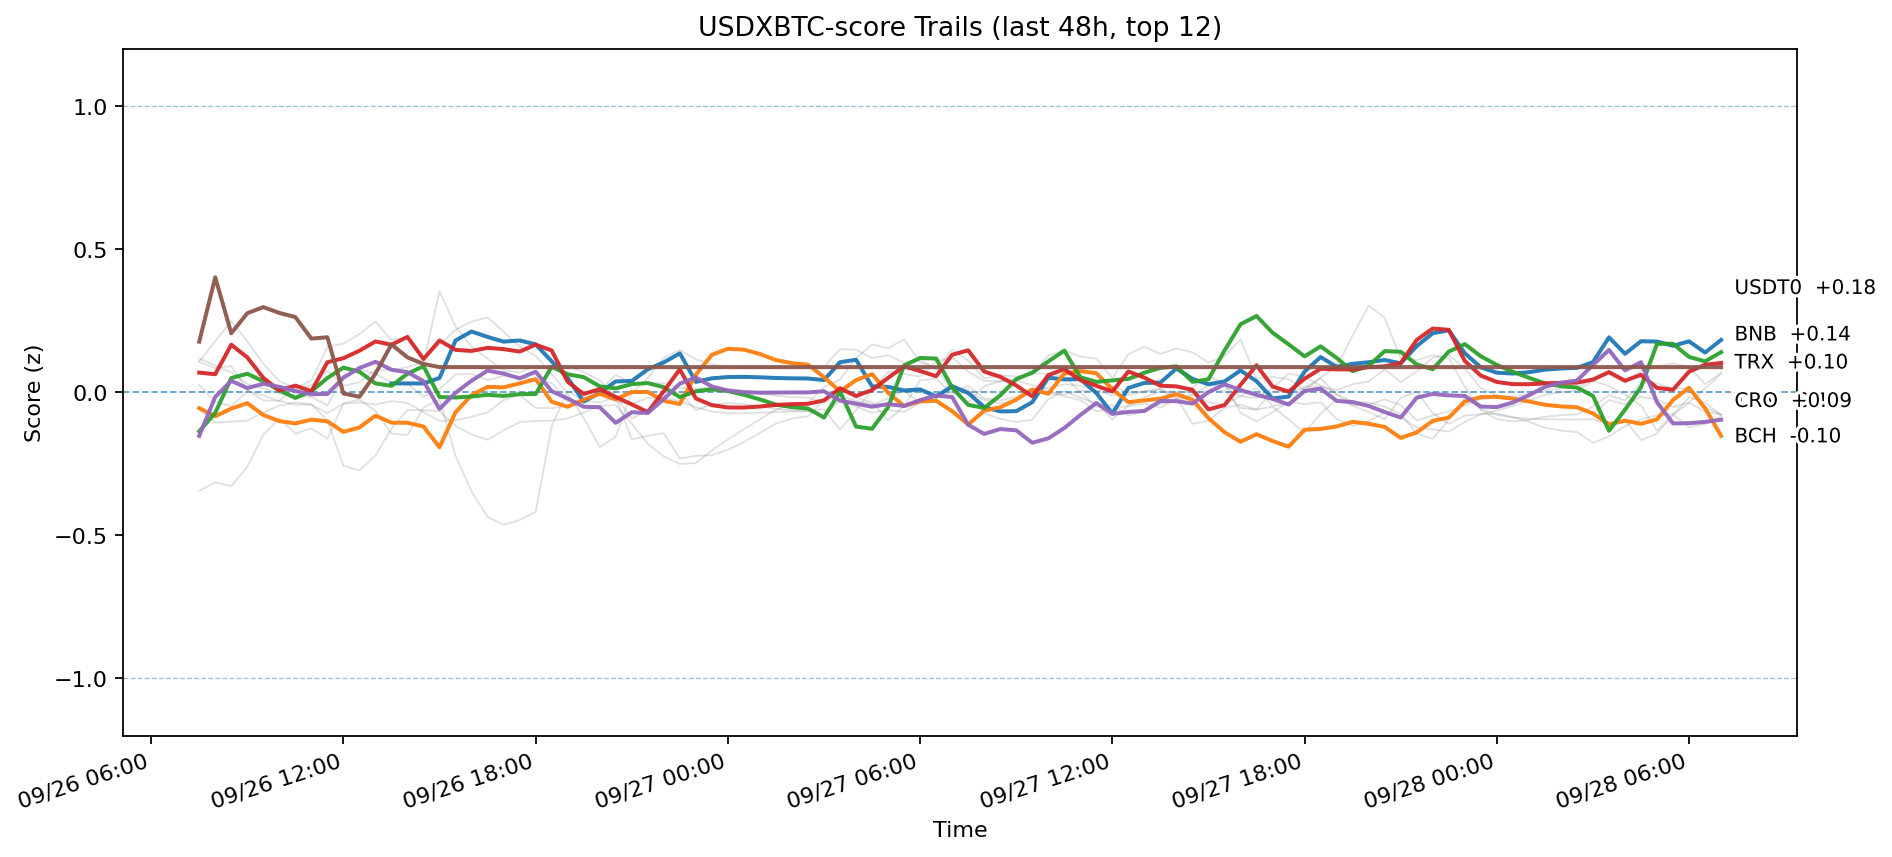 USDXBTC-score Trails (last 48h, top 12)
Score (z)
1.0
0.5
0.0
−0.5
−1.0
USDT0 +0.18
BNB +0.14
TRX +0.10
CRO
BCH -0.10
09/26 06:00
09/26 12:00
09/26 18:00
09/27 00:00
09/27 06:00
09/27 12:00
09/27 18:00
09/28 00:00
09/28 06:00
Time